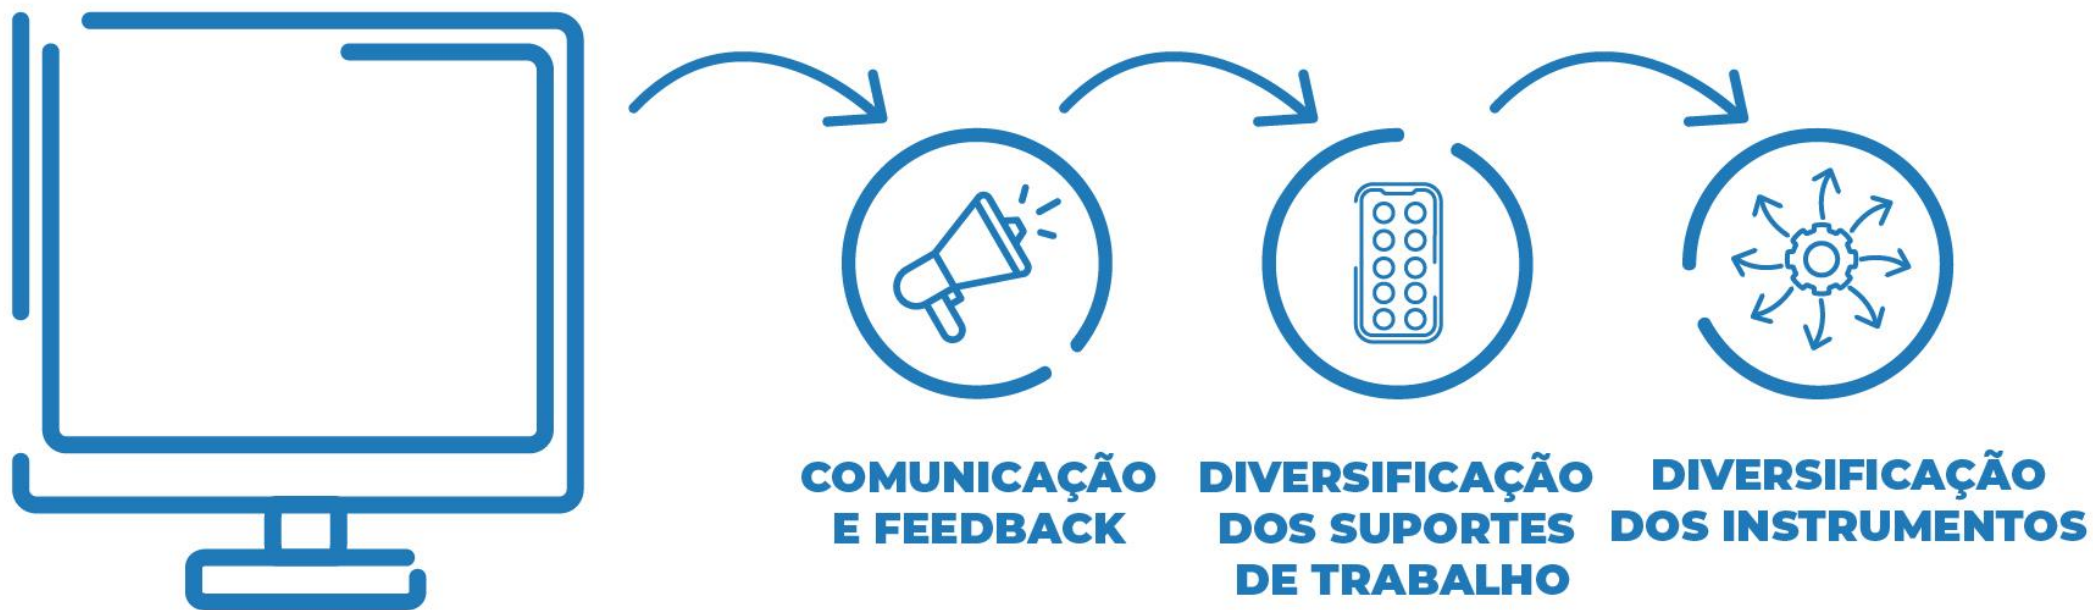 COMUNICAÇÃO
E FEEDBACK
DIVERSIFICAÇÃO
DOS SUPORTES
DE TRABALHO
DIVERSIFICAÇÃO
DOS INSTRUMENTOS